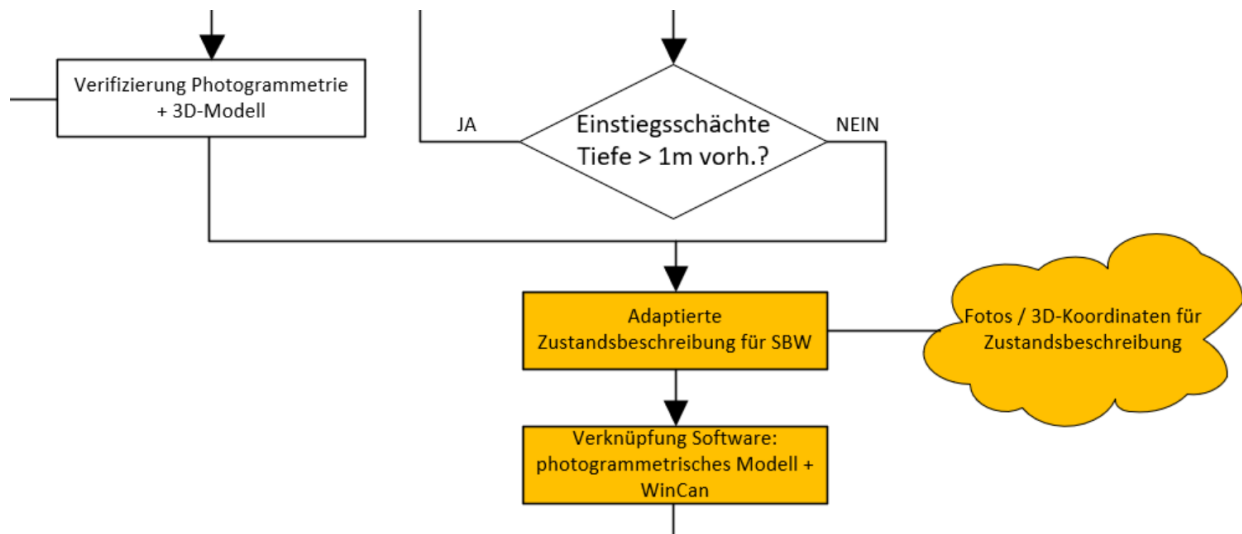 Verifizierung Photogrammetrie
+ 3D-Modell
JA
Einstiegsschächte
Tiefe > 1m vorh.?
NEIN
Adaptierte
Zustandsbeschreibung für SBW
Fotos / 3D-Koordinaten für
Zustandsbeschreibung
Verknüpfung Software:
photogrammetrisches Modell +
WinCan